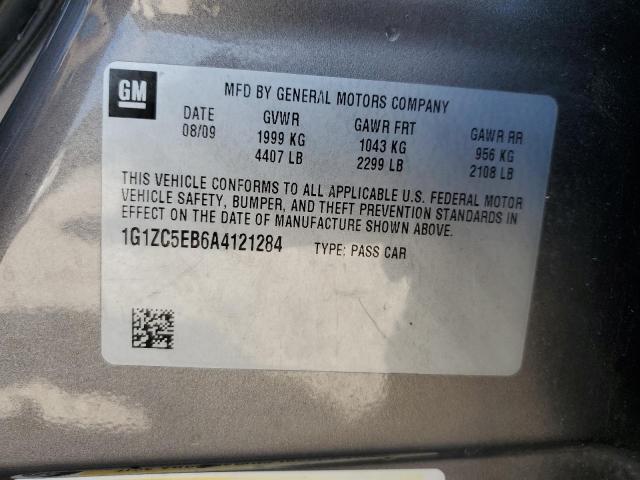 GM
MFD BY GENERAL MOTORS COMPANY
DATE GVWR GAWR FRT GAWR RR
08/09 1999 KG 1043 KG 956 KG
4407 LB 2299 LB 2108 LB
THIS VEHICLE CONFORMS TO ALL APPLICABLE U.S. FEDERAL MOTOR
VEHICLE SAFETY, BUMPER, AND THEFT PREVENTION STANDARDS IN
EFFECT ON THE DATE OF MANUFACTURE SHOWN ABOVE.
1G1ZC5EB6A4121284 TYPE: PASS CAR